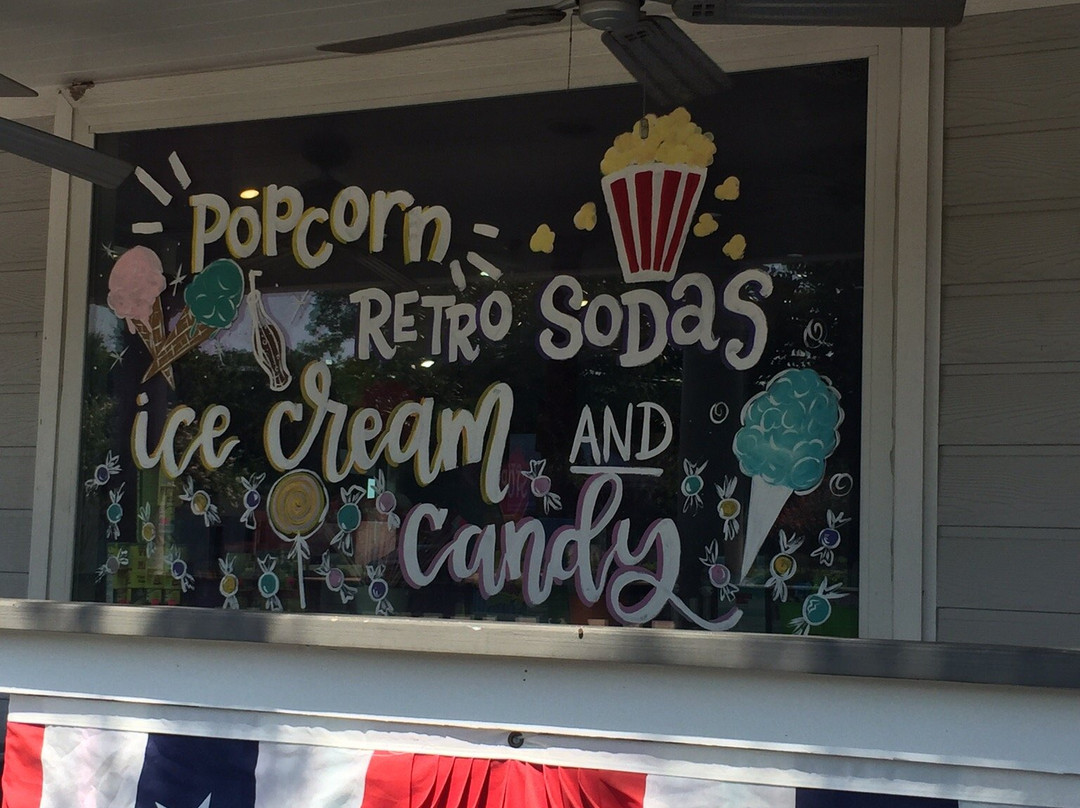 PoPcorn
RETRO SoDas
ice cream AND
candy